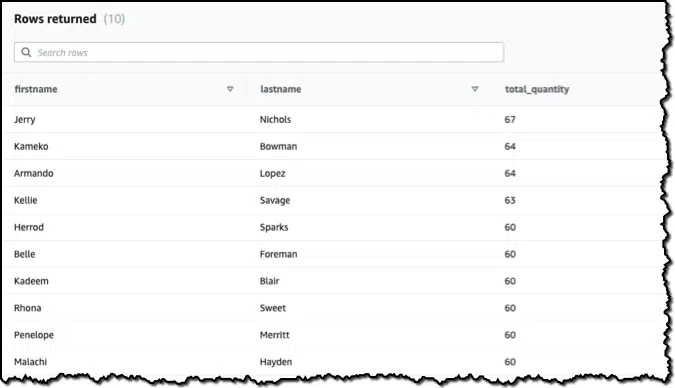 Rows returned (10)
Search rows
firstname lastname total_quantity
Jerry Nichols 67
Kameko Bowman 64
Armando Lopez 64
Kellie Savage 63
Herrod Sparks 60
Belle Foreman 60
Kadeem Blair 60
Rhona Sweet 60
Penelope Merritt 60
Malachi Hayden 60